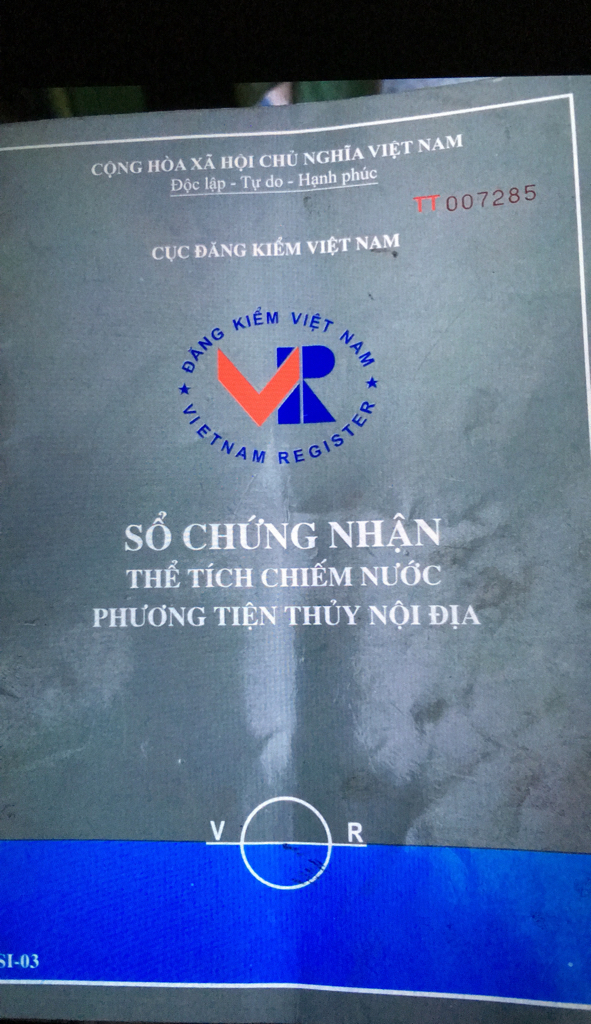 CỘNG HÒA XÃ HỘI CHỦ NGHĨA VIỆT NAM
Độc lập - Tự do - Hạnh phúc
TT 007285
CỤC ĐĂNG KIỂM VIỆT NAM
★ ĐĂNG KIỂM VIỆT NAM ★
VR
VIETNAM REGISTER
SỔ CHỨNG NHẬN
THỂ TÍCH CHIẾM NƯỚC
PHƯƠNG TIỆN THỦY NỘI ĐỊA
V R
SI-03